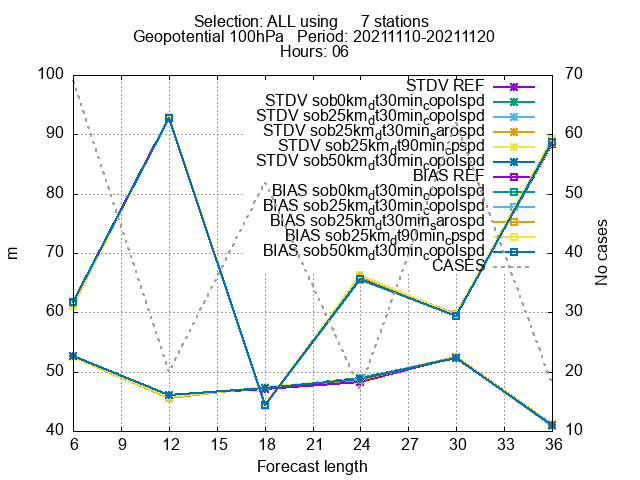 Selection: ALL using 7 stations
Geopotential 100hPa Period: 20211110-20211120
Hours: 06
100 70
STDV REF
STDV sob0km_dt30min_copolspd
STDV sob25km_dt30min_copolspd
90 STDV sob25km_dt30min_sarospd 60
STDV sob25km_dt90min_cpspd
STDV sob50km_dt30min_copolspd
BIAS REF
80 BIAS sob0km_dt30min_copolspd 50
BIAS sob25km_dt30min_copolspd
BIAS sob25km_dt30min_sarospd
BIAS sob25km_dt90min_cpspd
70 BIAS sob50km_dt30min_copolspd 40
CASES
m No cases
60 30
50 20
40 10
6 9 12 15 18 21 24 27 30 33 36
Forecast length